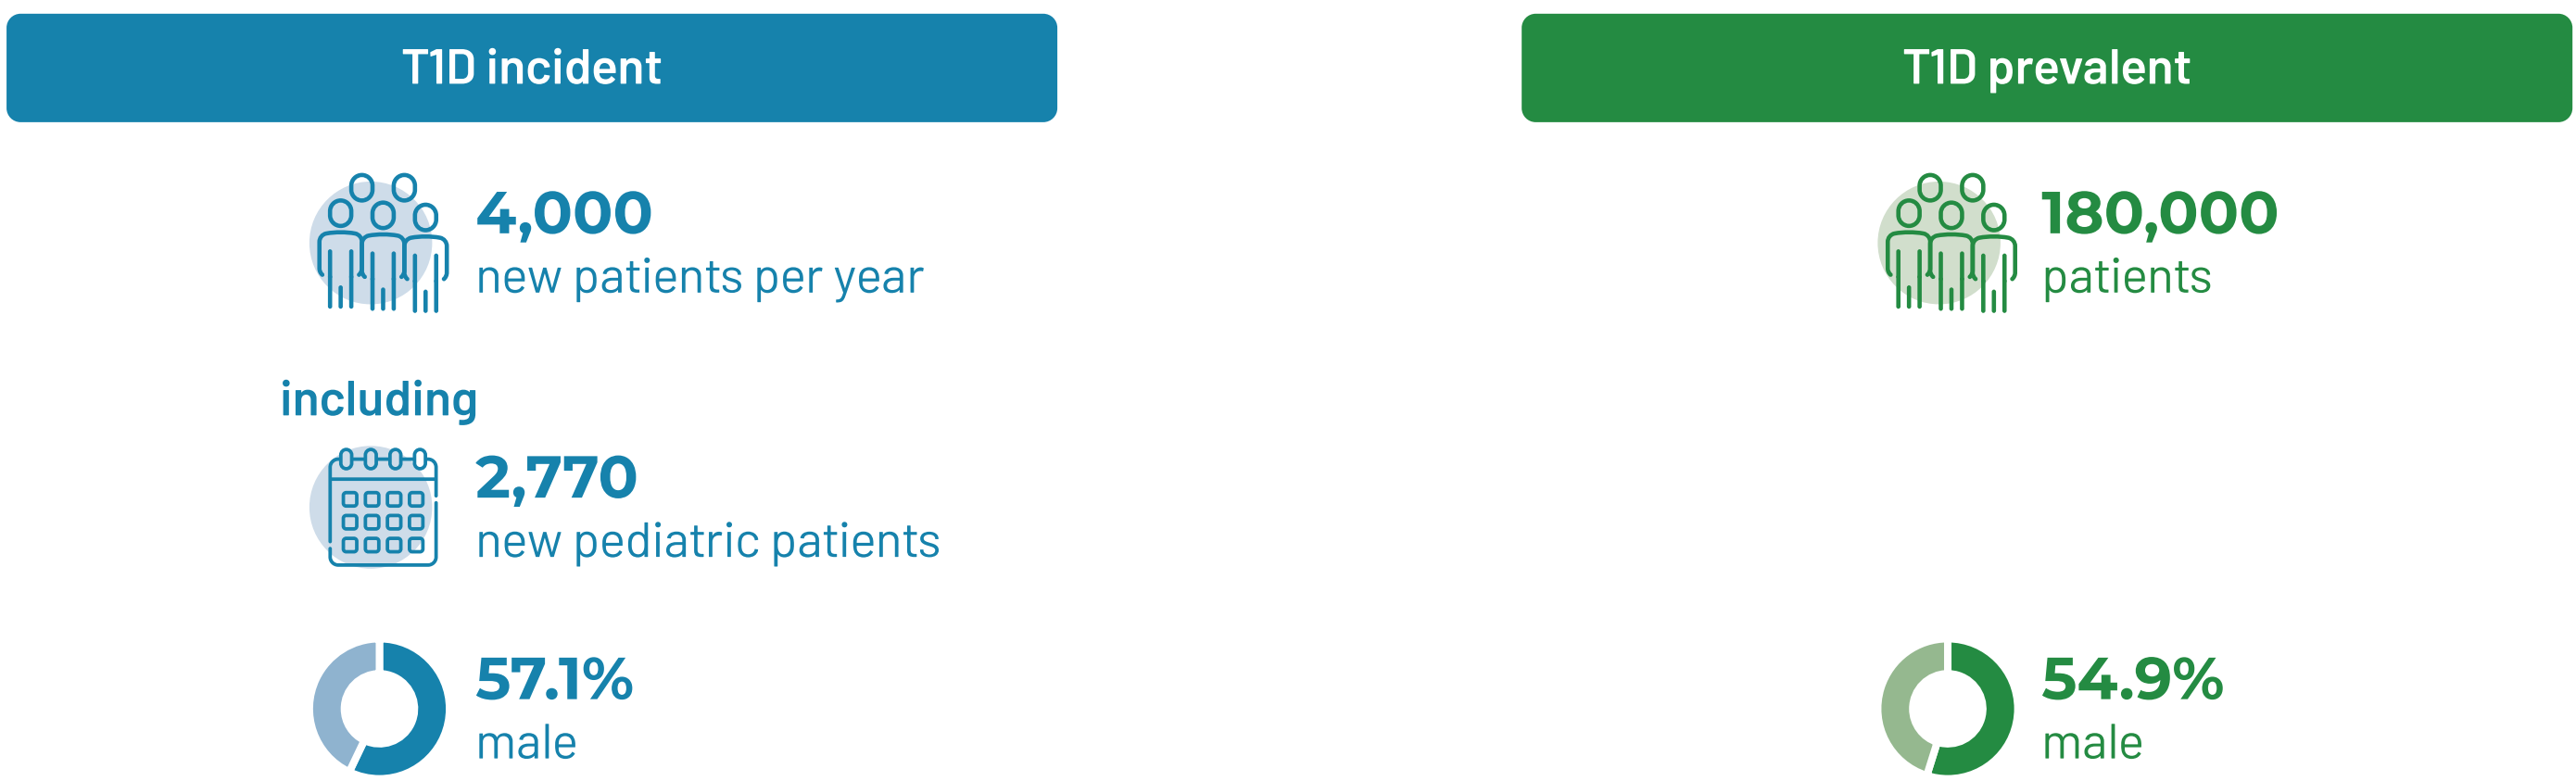 T1D incident
4,000
new patients per year
including
2,770
new pediatric patients
57.1%
male
T1D prevalent
180,000
patients
54.9%
male